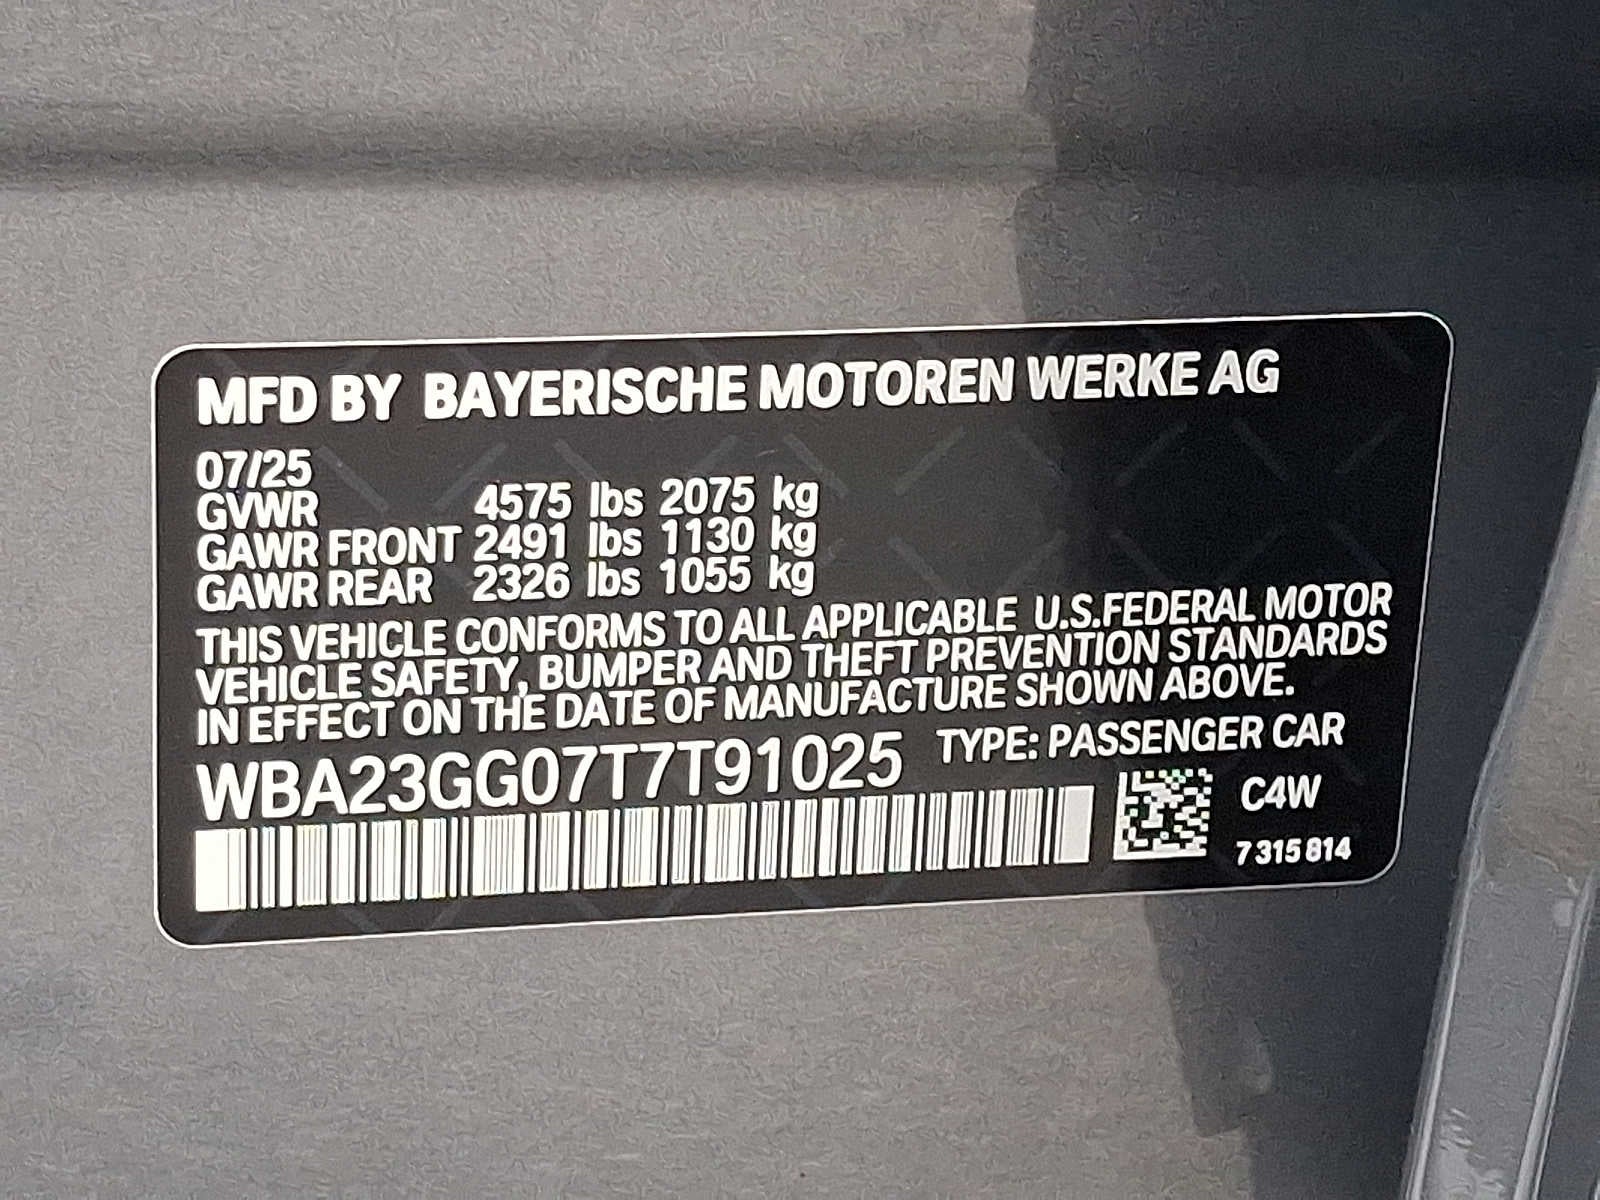 MFD BY BAYERISCHE MOTOREN WERKE AG
07/25
GVWR 4575 lbs 2075 kg
GAWR FRONT 2491 lbs 1130 kg
GAWR REAR 2326 lbs 1055 kg
THIS VEHICLE CONFORMS TO ALL APPLICABLE U.S.FEDERAL MOTOR
VEHICLE SAFETY, BUMPER AND THEFT PREVENTION STANDARDS
IN EFFECT ON THE DATE OF MANUFACTURE SHOWN ABOVE.
WBA23GG07T7T91025 TYPE: PASSENGER CAR
C4W
7 315 814